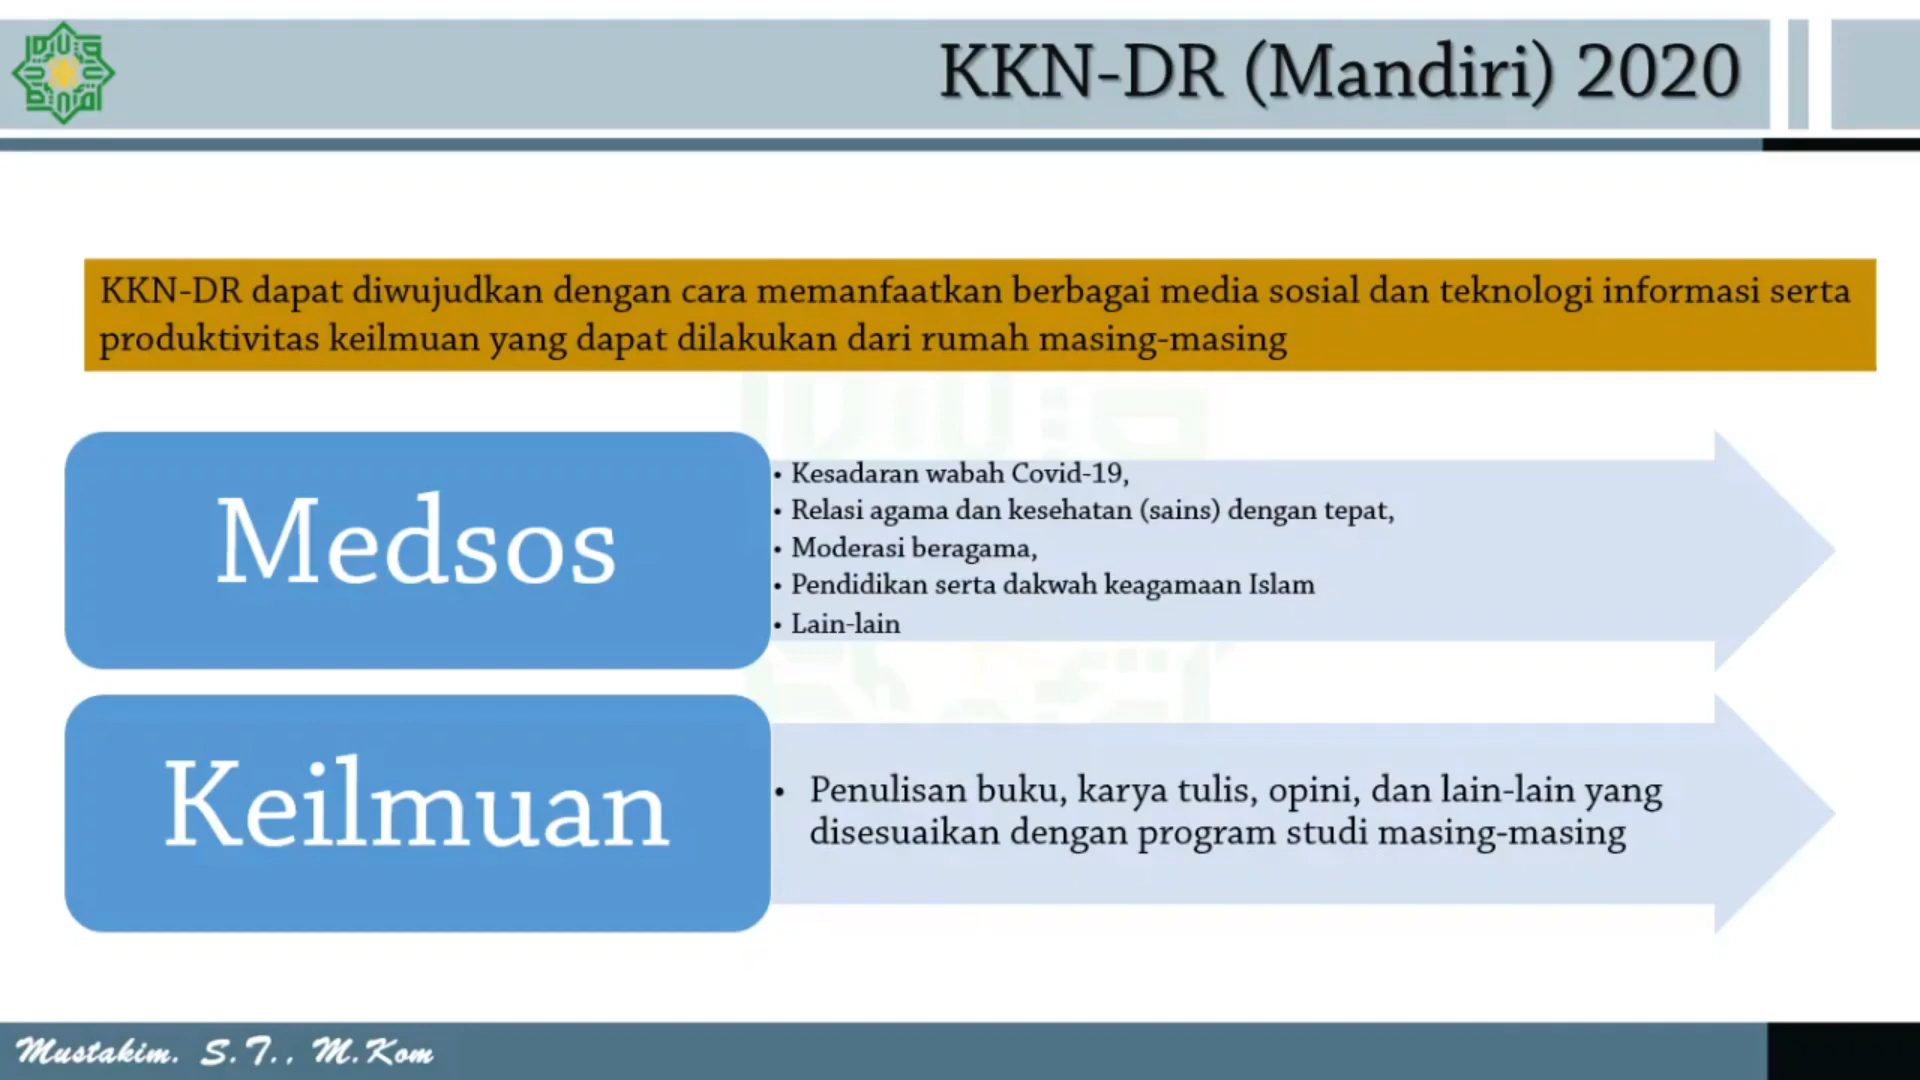 KKN-DR (Mandiri) 2020
KKN-DR dapat diwujudkan dengan cara memanfaatkan berbagai media sosial dan teknologi informasi serta
produktivitas keilmuan yang dapat dilakukan dari rumah masing-masing
Medsos
• Kesadaran wabah Covid-19,
• Relasi agama dan kesehatan (sains) dengan tepat,
• Moderasi beragama,
• Pendidikan serta dakwah keagamaan Islam
• Lain-lain
Keilmuan
• Penulisan buku, karya tulis, opini, dan lain-lain yang
disesuaikan dengan program studi masing-masing
Mustakim. S.T., M.Kom